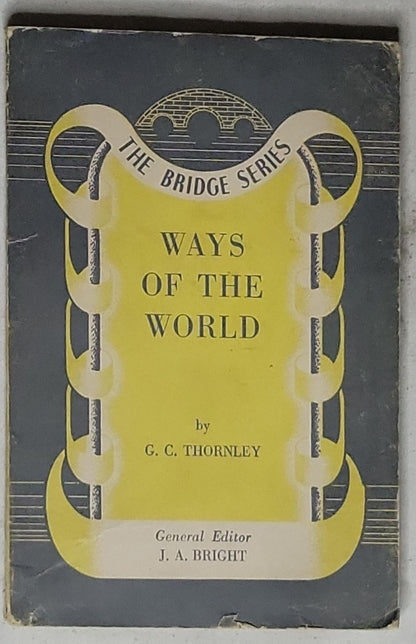 THE BRIDGE SERIES
WAYS
OF THE
WORLD
by
G. C. THORNLEY
General Editor
J. A. BRIGHT